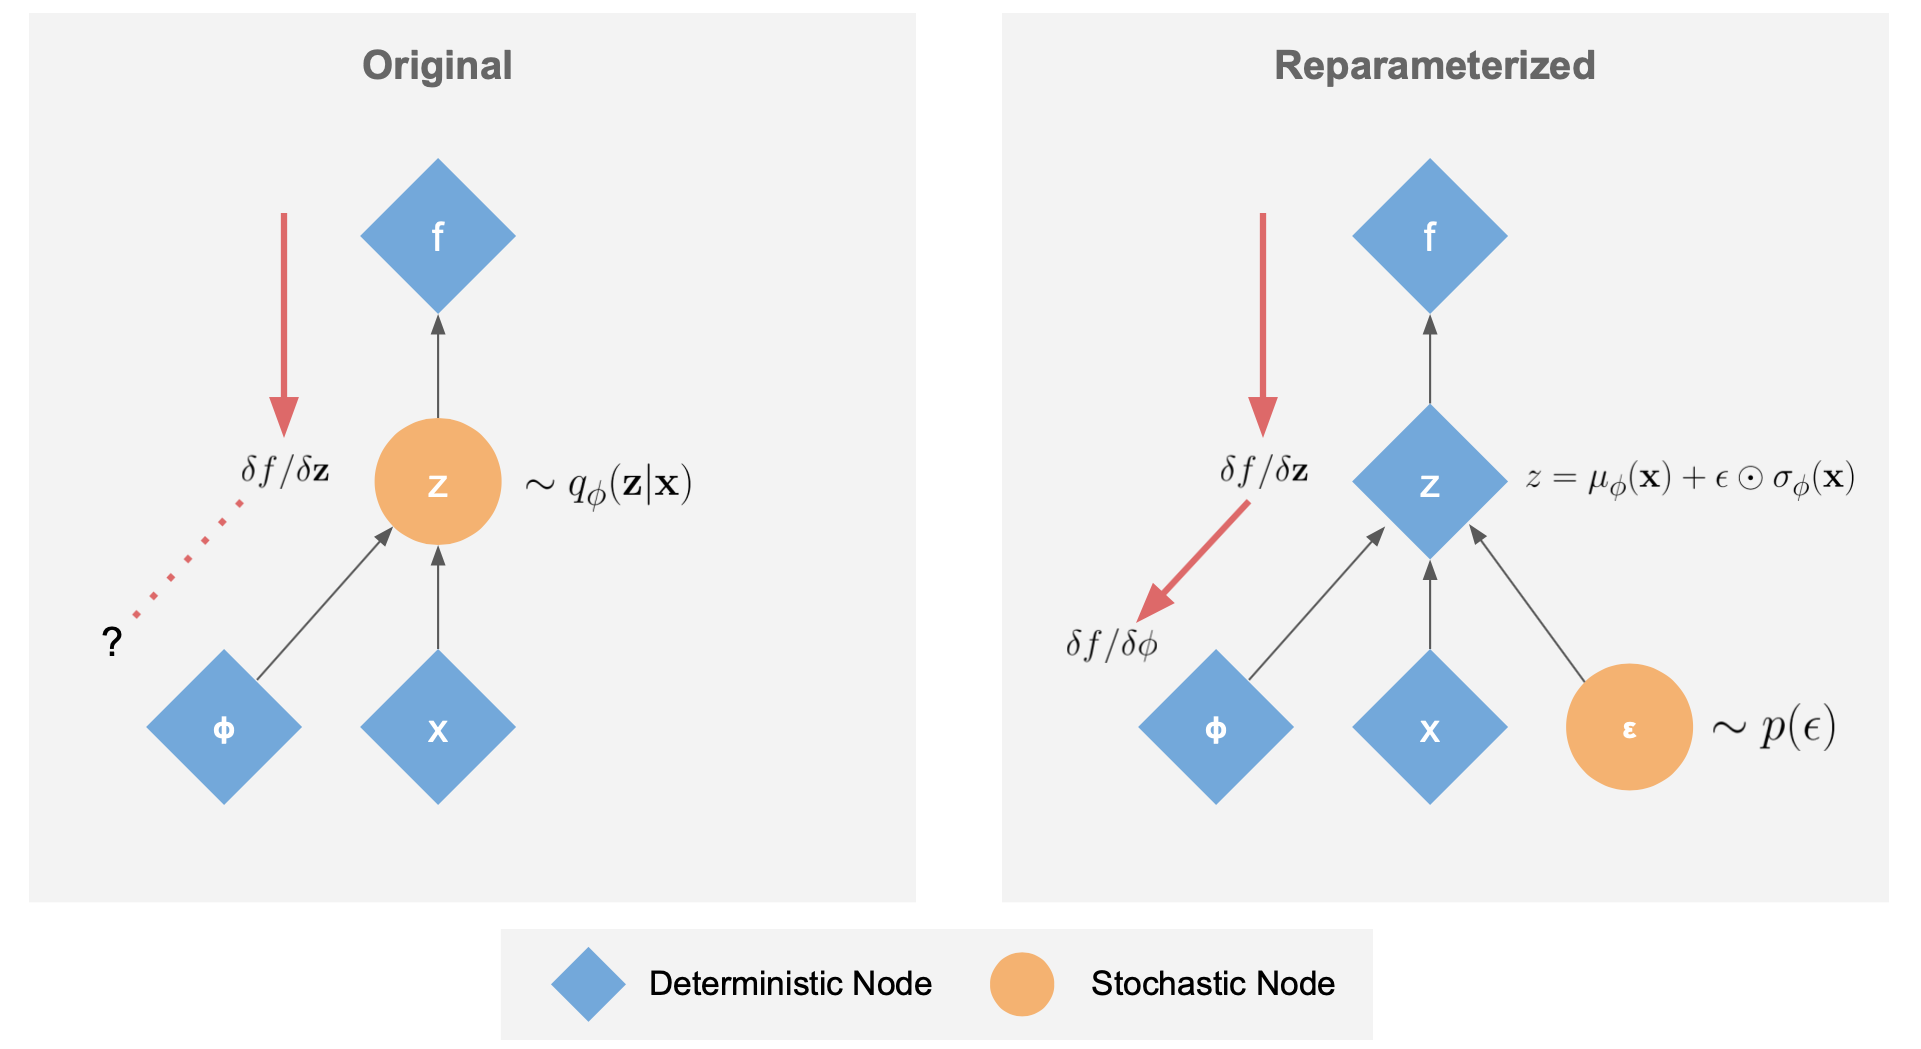 Original
f
δf/δz
z
∼ q_ϕ(z|x)
?
ϕ
x
Reparameterized
f
δf/δz
z
z = μ_ϕ(x) + ϵ ⊙ σ_ϕ(x)
δf/δϕ
ϕ
x
ε
∼ p(ϵ)
Deterministic Node
Stochastic Node